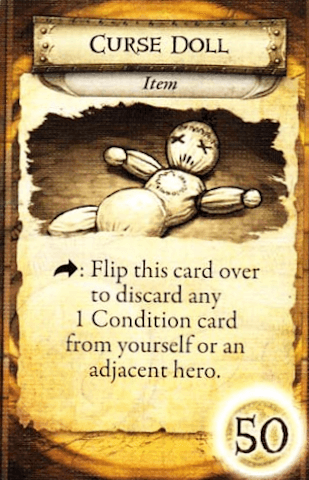 CURSE DOLL
Item
: Flip this card over
to discard any
1 Condition card
from yourself or an
adjacent hero.
50